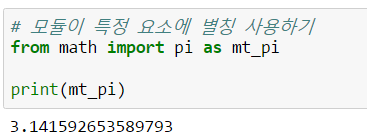 # 모듈이 특정 요소에 별칭 사용하기
from math import pi as mt_pi
print(mt_pi)
3.141592653589793